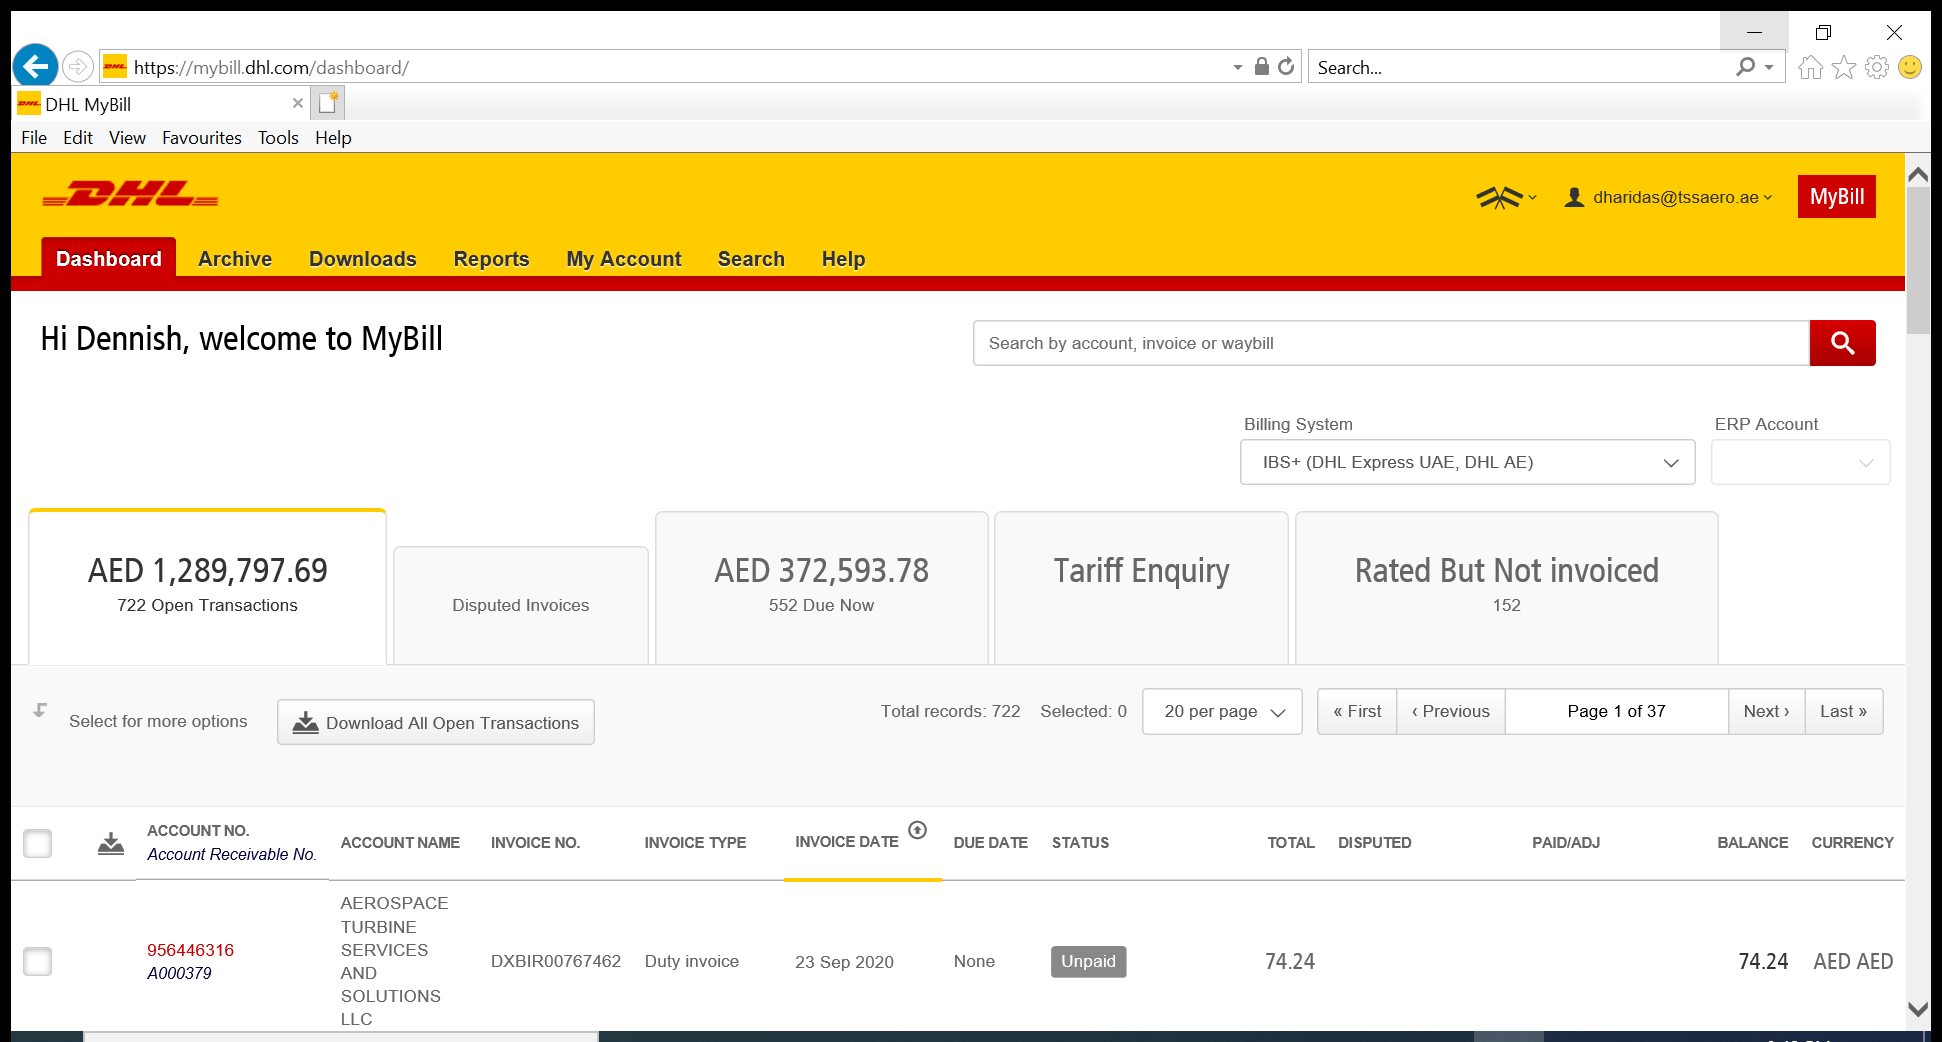 https://mybill.dhl.com/dashboard/
Search...
DHL MyBill
File Edit View Favourites Tools Help
DHL
dharidas@tssaero.ae
MyBill
Dashboard Archive Downloads Reports My Account Search Help
Hi Dennish, welcome to MyBill
Search by account, invoice or waybill
Billing System
ERP Account
IBS+ (DHL Express UAE, DHL AE)
AED 1,289,797.69
722 Open Transactions
Disputed Invoices
AED 372,593.78
552 Due Now
Tariff Enquiry
Rated But Not invoiced
152
Select for more options
Download All Open Transactions
Total records: 722 Selected: 0
20 per page
« First ‹ Previous Page 1 of 37 Next › Last »
ACCOUNT NO.
Account Receivable No.
ACCOUNT NAME INVOICE NO. INVOICE TYPE INVOICE DATE DUE DATE STATUS TOTAL DISPUTED PAID/ADJ BALANCE CURRENCY
956446316
A000379
AEROSPACE
TURBINE
SERVICES
AND
SOLUTIONS
LLC
DXBIR00767462 Duty invoice 23 Sep 2020 None Unpaid 74.24 74.24 AED AED